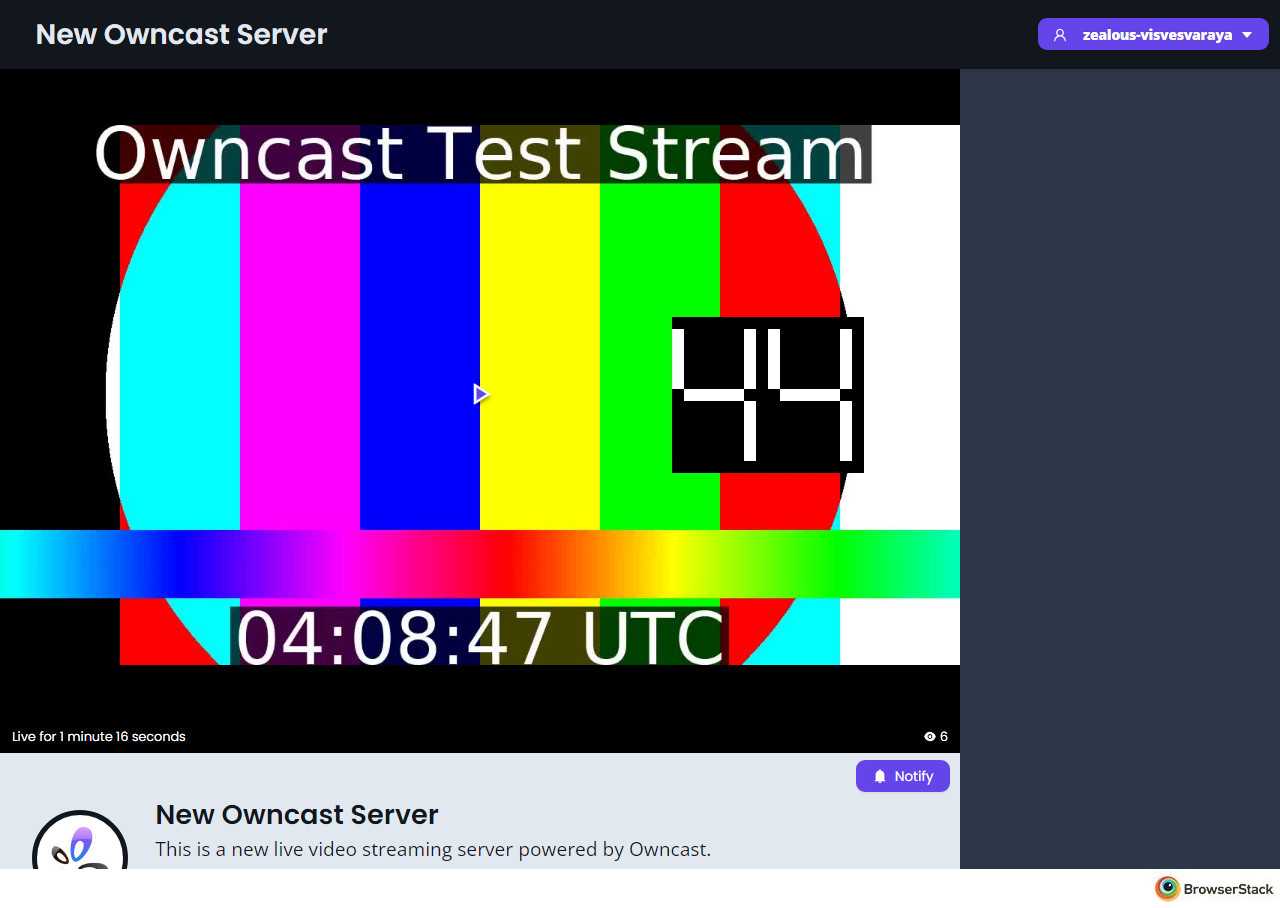 New Owncast Server
zealous-visvesvaraya
Owncast Test Stream
44
04:08:47 UTC
Live for 1 minute 16 seconds
6
Notify
New Owncast Server
This is a new live video streaming server powered by Owncast.
BrowserStack